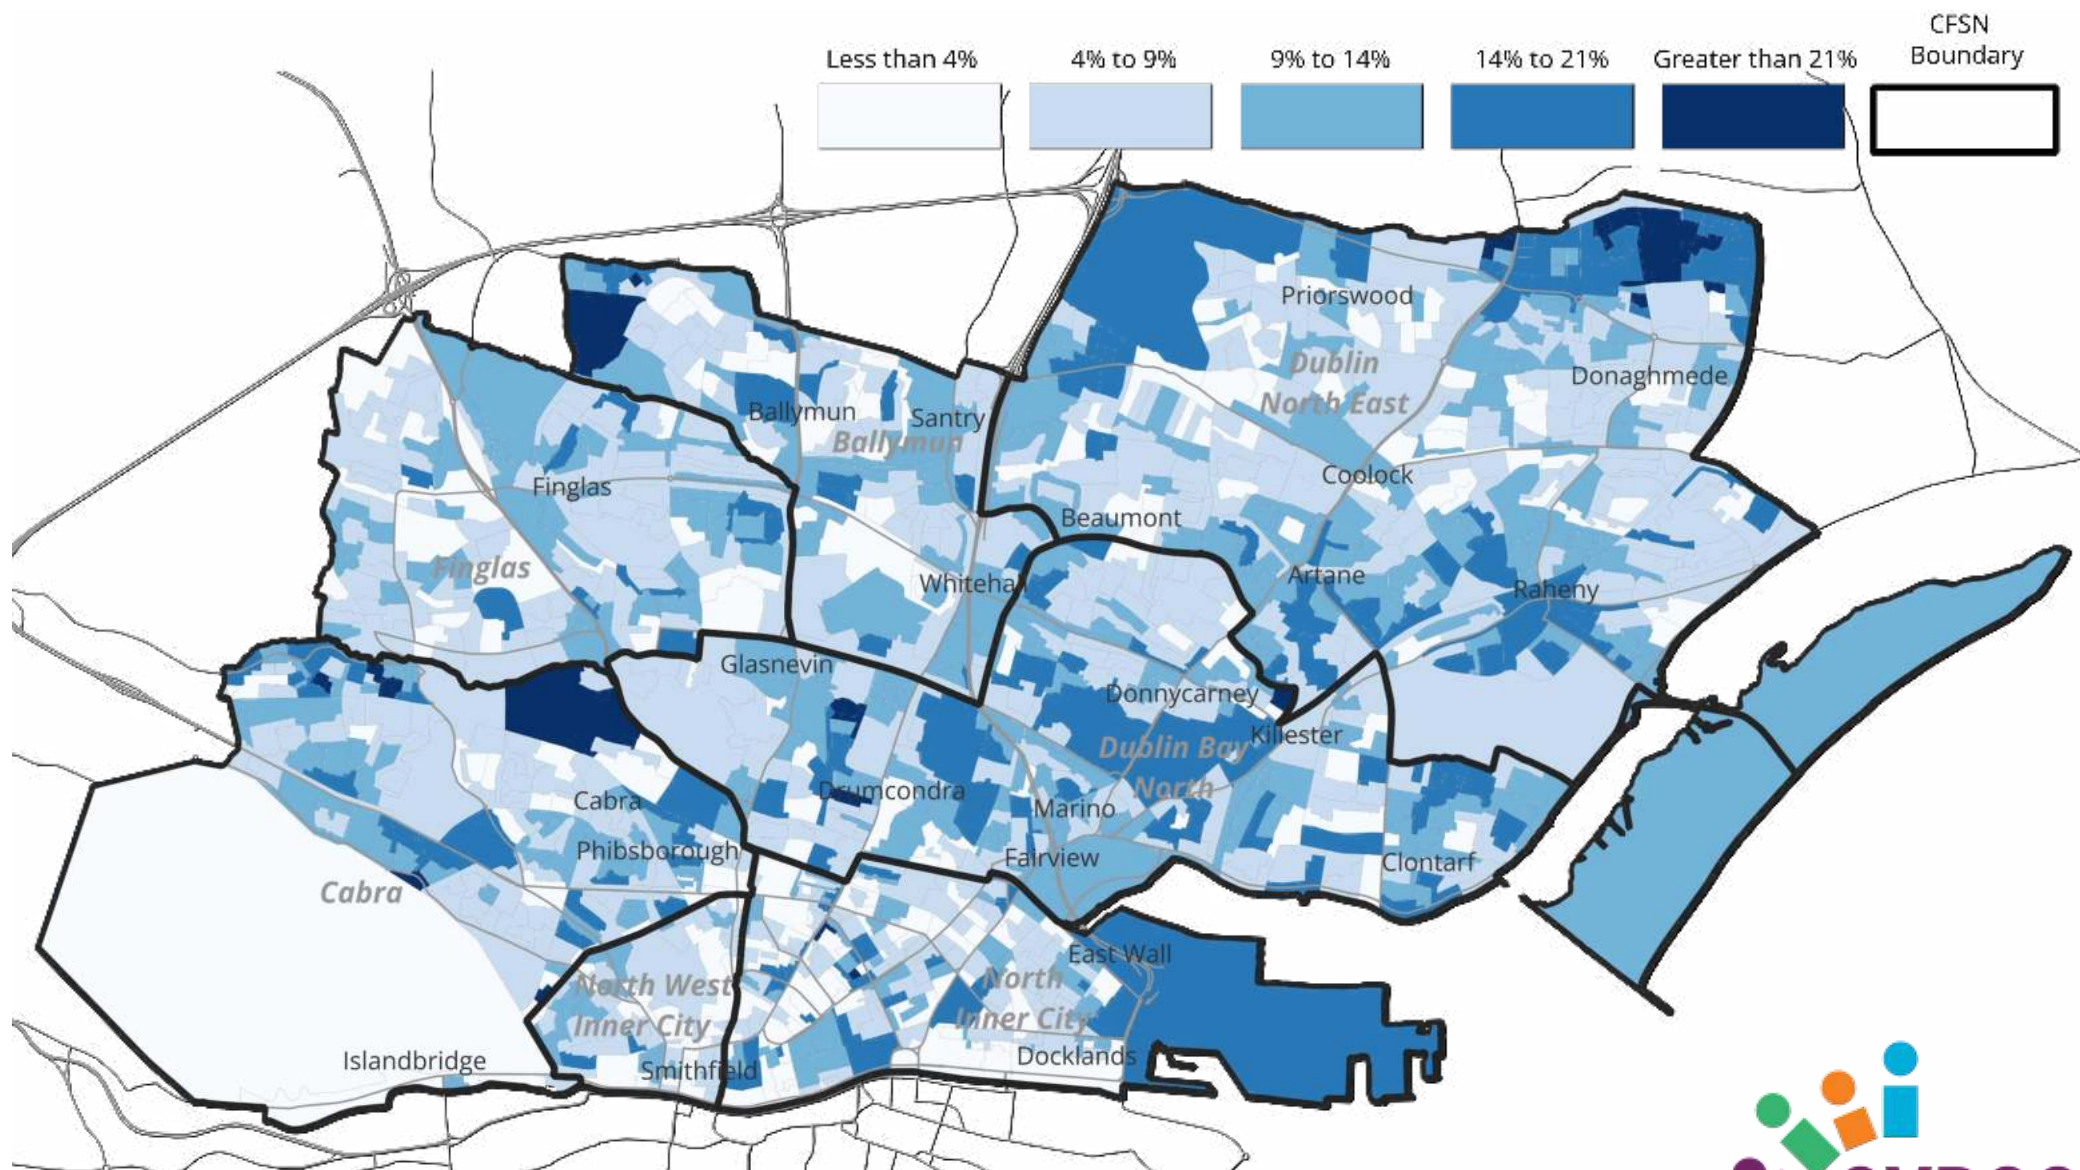 CFSN
Boundary
Less than 4%
4% to 9%
9% to 14%
14% to 21%
Greater than 21%
Priorswood
Dublin
North East
Donaghmede
Ballymun
Santry
Ballymun
Coolock
Finglas
Beaumont
Finglas
Whitehal
Artane
Raheny
Glasnevin
Donnycarney
Killester
Dublin Bay
North
Cabra
Drumcondra
Marino
Phibsborough
Fairview
Clontarf
Cabra
East Wall
North West
Inner City
North
Inner City
Islandbridge
Smithfield
Docklands